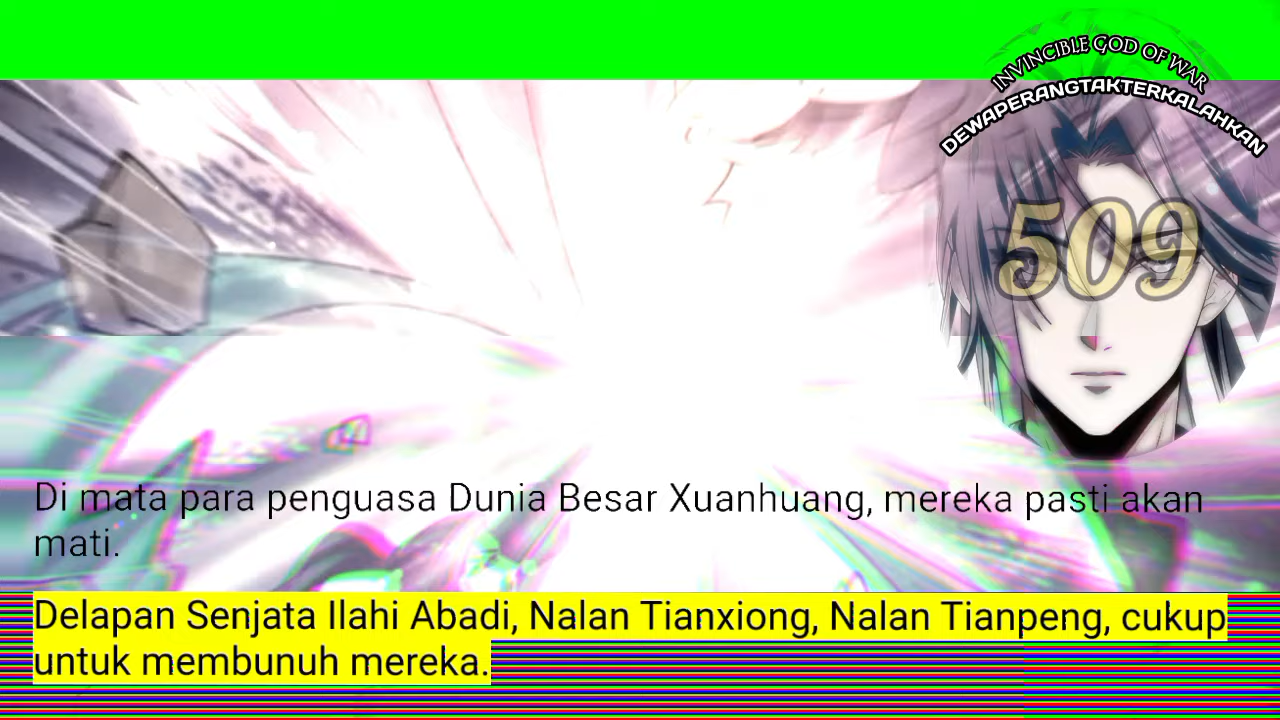 INVINCIBLE GOD OF WAR
DEWAPERANGTAKTERKALAHKAN
509
Di mata para penguasa Dunia Besar Xuanhuang, mereka pasti akan
mati.
Delapan Senjata Ilahi Abadi, Nalan Tianxiong, Nalan Tianpeng, cukup
untuk membunuh mereka.